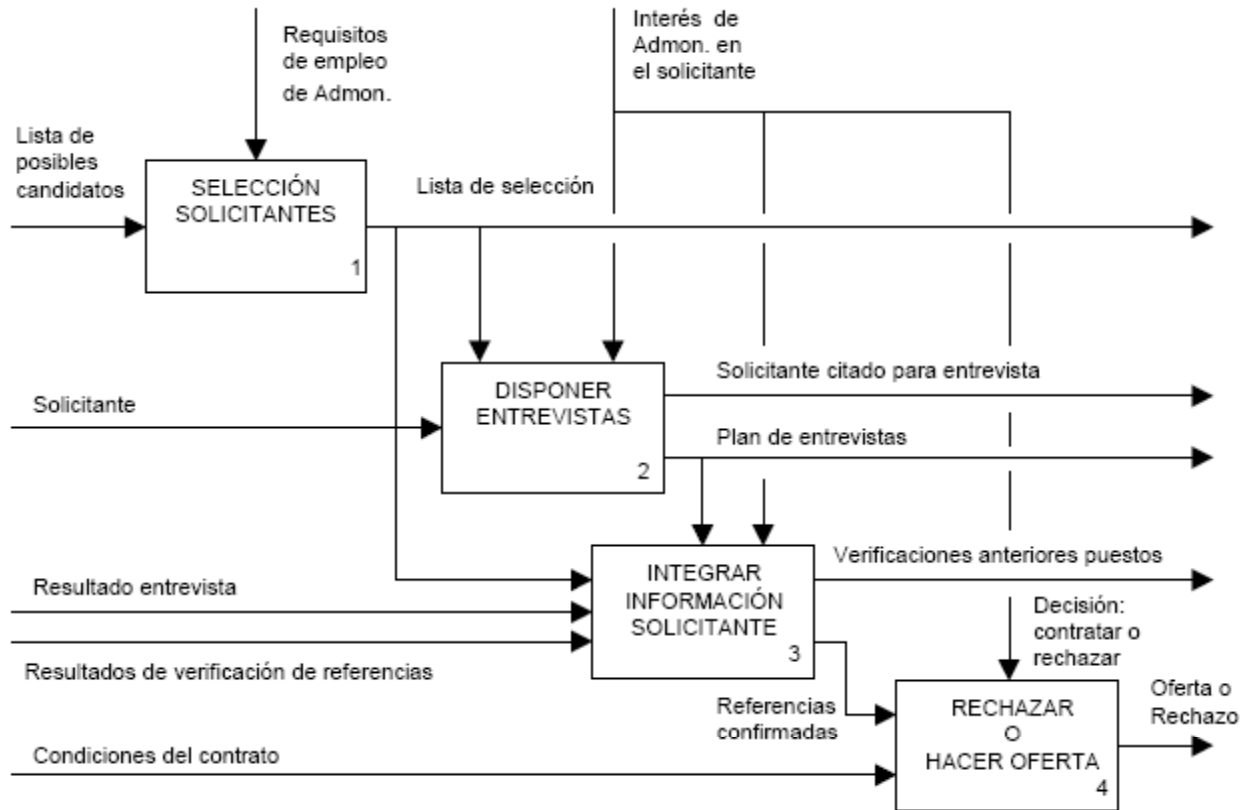 Requisitos
de empleo
de Admon.
Interés de
Admon. en
el solicitante
Lista de
posibles
candidatos
SELECCIÓN
SOLICITANTES
1
Lista de selección
Solicitante
DISPONER
ENTREVISTAS
2
Solicitante citado para entrevista
Plan de entrevistas
Resultado entrevista
Resultados de verificación de referencias
INTEGRAR
INFORMACIÓN
SOLICITANTE
3
Verificaciones anteriores puestos
Decisión:
contratar o
rechazar
Referencias
confirmadas
Condiciones del contrato
RECHAZAR
O
HACER OFERTA
4
Oferta o
Rechazo